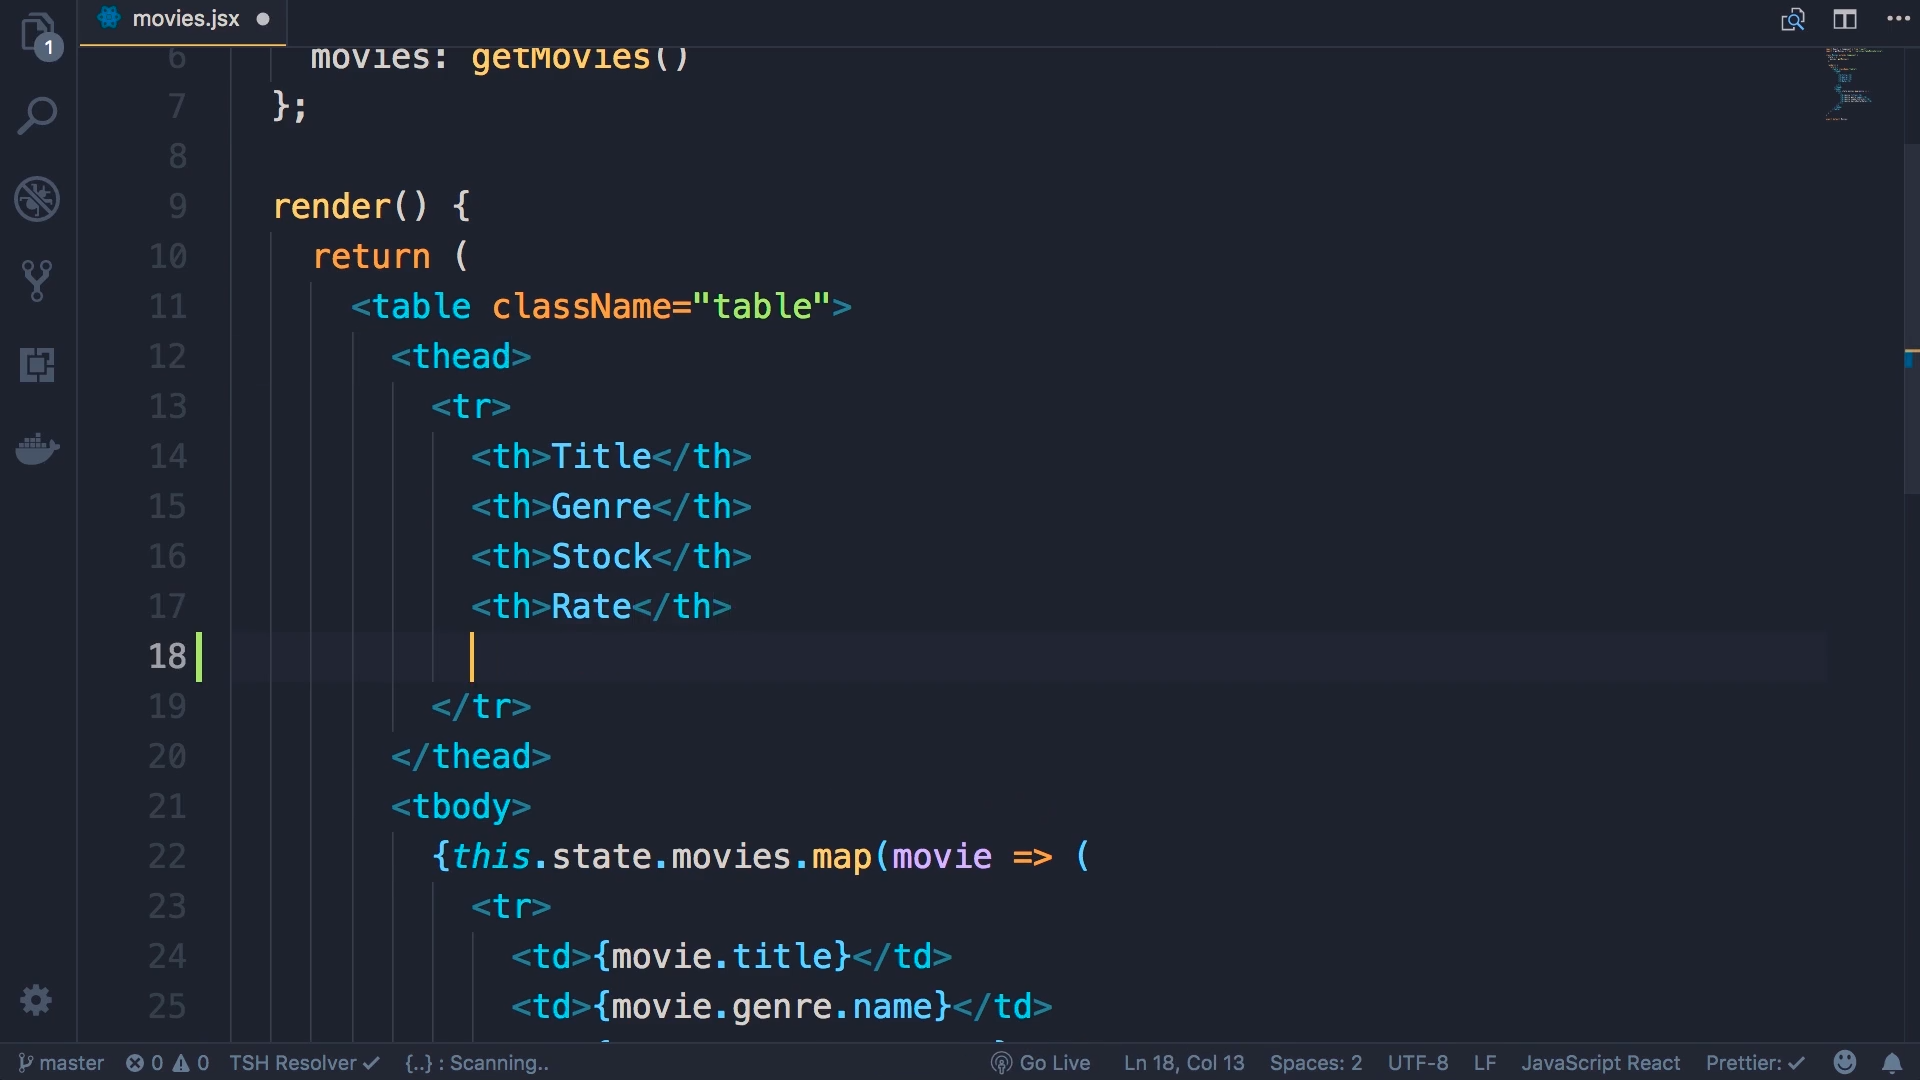 1
movies.jsx
6 movies: getMovies()
7 };
8
9 render() {
10 return (
11 <table className="table">
12 <thead>
13 <tr>
14 <th>Title</th>
15 <th>Genre</th>
16 <th>Stock</th>
17 <th>Rate</th>
18
19 </tr>
20 </thead>
21 <tbody>
22 {this.state.movies.map(movie => (
23 <tr>
24 <td>{movie.title}</td>
25 <td>{movie.genre.name}</td>
master 0 0 TSH Resolver ✓ {..} : Scanning.. Go Live Ln 18, Col 13 Spaces: 2 UTF-8 LF JavaScript React Prettier: ✓